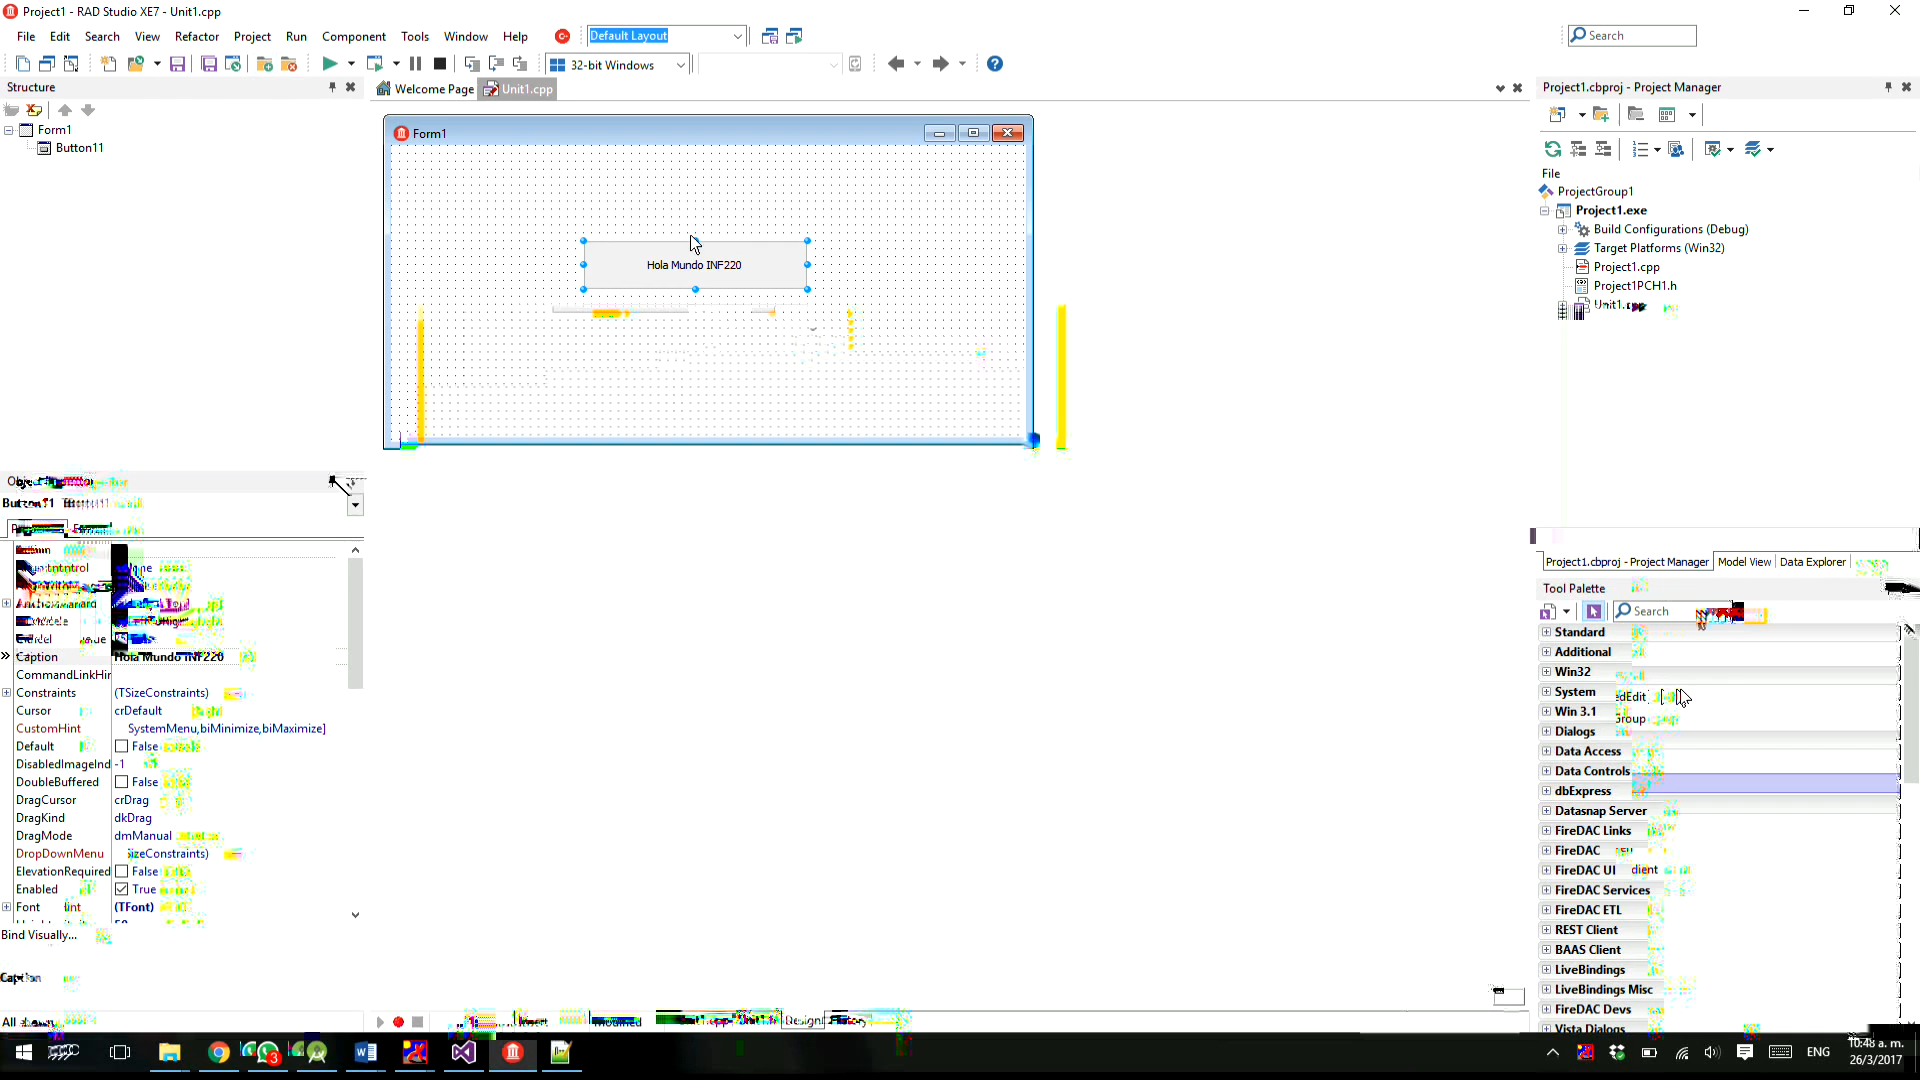 Project1 - RAD Studio XE7 - Unit1.cpp
File Edit Search View Refactor Project Run Component Tools Window Help
Default Layout
Search
32-bit Windows
Structure
Form1
Button11
Welcome Page
Unit1.cpp
Form1
Hola Mundo INF220
Project1.cbproj - Project Manager
File
ProjectGroup1
Project1.exe
Build Configurations (Debug)
Target Platforms (Win32)
Project1.cpp
Project1PCH1.h
Caption Hola Mundo INF220
CommandLinkHin
Constraints (TSizeConstraints)
Cursor crDefault
CustomHint SystemMenu,biMinimize,biMaximize]
Default False
DisabledImageInd -1
DoubleBuffered False
DragCursor crDrag
DragKind dkDrag
DragMode dmManual
DropDownMenu sizeConstraints)
ElevationRequired False
Enabled True
Font (TFont)
Bind Visually...
Project1.cbproj - Project Manager Model View Data Explorer
Tool Palette
Search
Standard
Additional
Win32
System
Win 3.1
Dialogs
Data Access
Data Controls
dbExpress
Datasnap Server
FireDAC Links
FireDAC
FireDAC UI
FireDAC Services
FireDAC ETL
REST Client
BAAS Client
LiveBindings
LiveBindings Misc
FireDAC Devs
Vista Dialogs
3
ENG
10:48 a. m.
26/3/2017